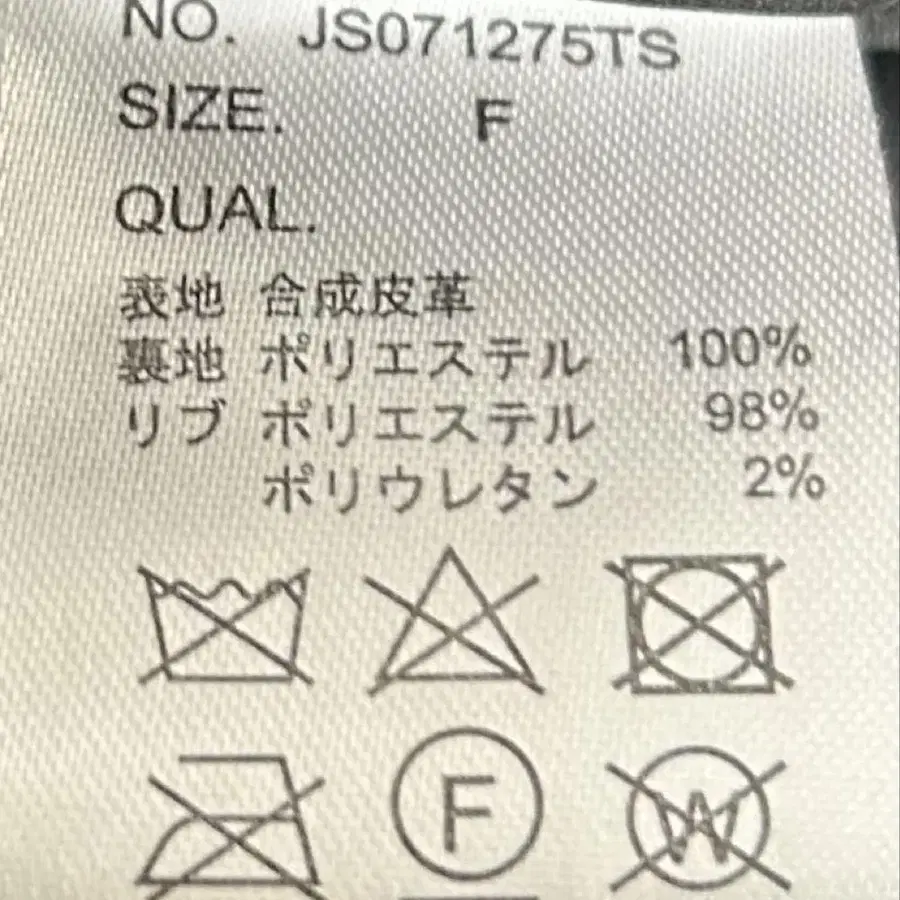 NO. JS071275TS
SIZE. F
QUAL.
表地 合成皮革
裏地 ポリエステル 100%
リブ ポリエステル 98%
ポリウレタン 2%
F W